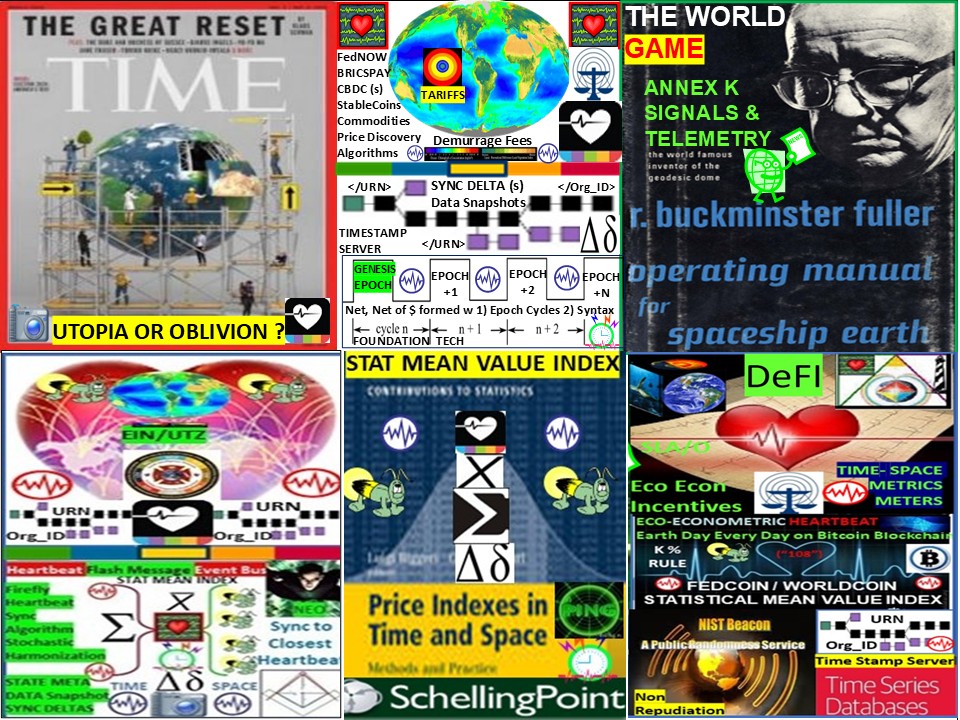 THE GREAT RESET
BY
KLAUS
SCHWAB
TIME
UTOPIA OR OBLIVION ?
FedNOW
BRICSPAY
CBDC (s)
StableCoins
Commodities
Price Discovery
Algorithms
TARIFFS
Demurrage Fees
</URN>
SYNC DELTA (s)
</Org_ID>
Data Snapshots
TIMESTAMP
SERVER
</URN>
Δδ
GENESIS
EPOCH
EPOCH
+1
EPOCH
+2
EPOCH
+N
Net, Net of $ formed w 1) Epoch Cycles 2) Syntax
cycle n
n + 1
n + 2
FOUNDATION TECH
THE WORLD
GAME
ANNEX K
SIGNALS &
TELEMETRY
NEWS
the world famous
inventor of the
geodesic dome
r. buckminster fuller
operating manual
for
spaceship earth
EIN/UTZ
URN
Org_ID
URN
Org_ID
Heartbeat Flash Message Event Bus
STAT MEAN INDEX
Firefly
Heartbeat
Sync
Algorithm
Stochastic
Harmonization
X
Σ
NEO
Sync to
Closest
Heartbeat
STATE META
DATA Snapshot
SYNC DELTAS
TIME
Δδ
SPACE
STAT MEAN VALUE INDEX
CONTRIBUTIONS TO STATISTICS
X
Σ
Δδ
Price Indexes in
Time and Space
Methods and Practice
PING
SchellingPoint
DeFI
Eco Econ
Incentives
TIME- SPACE
METRICS
METERS
ECO-ECONOMETRIC HEARTBEAT
Earth Day Every Day on Bitcoin Blockchain
K %
RULE
("108")
FEDCOIN / WORLDCOIN
STATISTICAL MEAN VALUE INDEX
NIST Beacon
A Public Randomness Service
Non
Repudiation
URN
Org_ID
Time Stamp Server
Time Series
Databases